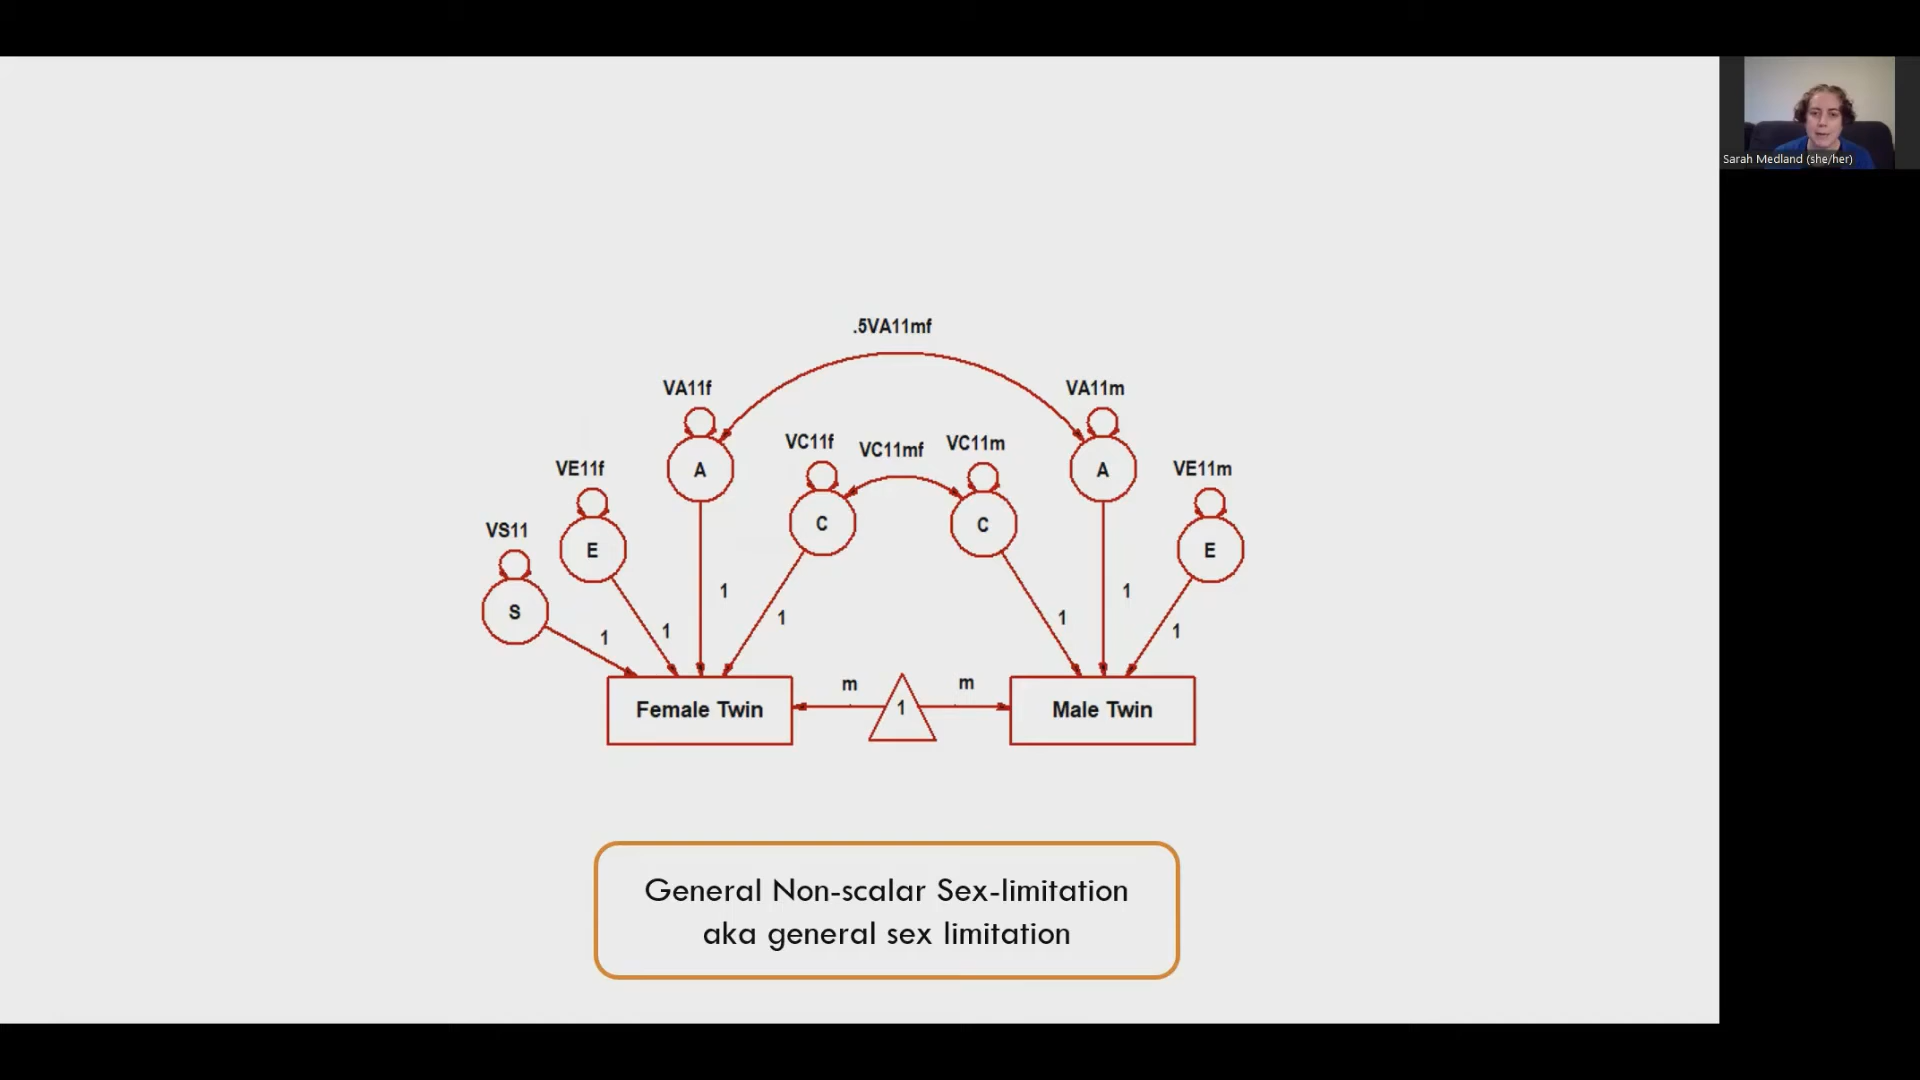 Sarah Medland (she/her)
.5VA11mf
VA11f
VA11m
VC11f
VC11mf
VC11m
VE11f
A
A
VE11m
VS11
C
C
E
E
S
1
1
1
1
1
1
1
m
m
Female Twin
1
Male Twin
General Non-scalar Sex-limitation
aka general sex limitation